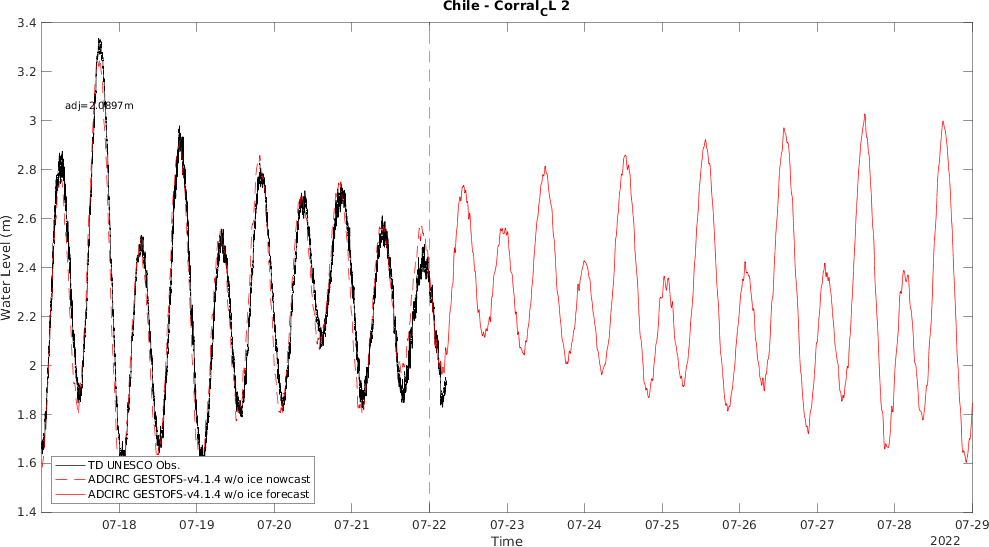 Chile - Corral_CL 2
3.4
3.2
3
2.8
2.6
2.4
2.2
2
1.8
1.6
1.4
Water Level (m)
adj=2.0897m
TD UNESCO Obs.
ADCIRC GESTOFS-v4.1.4 w/o ice nowcast
ADCIRC GESTOFS-v4.1.4 w/o ice forecast
07-18 07-19 07-20 07-21 07-22 07-23 07-24 07-25 07-26 07-27 07-28 07-29
Time
2022